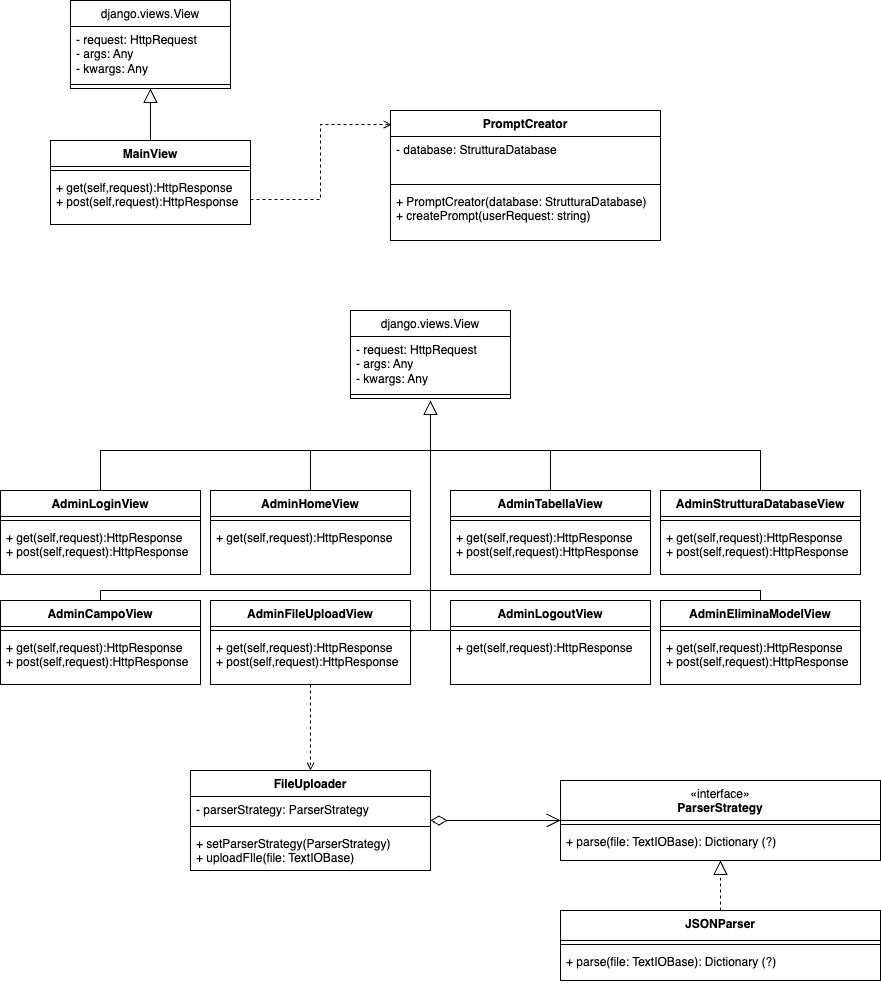 django.views.View
- request: HttpRequest
- args: Any
- kwargs: Any
MainView
+ get(self,request):HttpResponse
+ post(self,request):HttpResponse
PromptCreator
- database: StrutturaDatabase
+ PromptCreator(database: StrutturaDatabase)
+ createPrompt(userRequest: string)
django.views.View
- request: HttpRequest
- args: Any
- kwargs: Any
AdminLoginView
+ get(self,request):HttpResponse
+ post(self,request):HttpResponse
AdminHomeView
+ get(self,request):HttpResponse
AdminTabellaView
+ get(self,request):HttpResponse
+ post(self,request):HttpResponse
AdminStrutturaDatabaseView
+ get(self,request):HttpResponse
+ post(self,request):HttpResponse
AdminCampoView
+ get(self,request):HttpResponse
+ post(self,request):HttpResponse
AdminFileUploadView
+ get(self,request):HttpResponse
+ post(self,request):HttpResponse
AdminLogoutView
+ get(self,request):HttpResponse
AdminEliminaModelView
+ get(self,request):HttpResponse
+ post(self,request):HttpResponse
FileUploader
- parserStrategy: ParserStrategy
+ setParserStrategy(ParserStrategy)
+ uploadFIle(file: TextIOBase)
«interface»
ParserStrategy
+ parse(file: TextIOBase): Dictionary (?)
JSONParser
+ parse(file: TextIOBase): Dictionary (?)